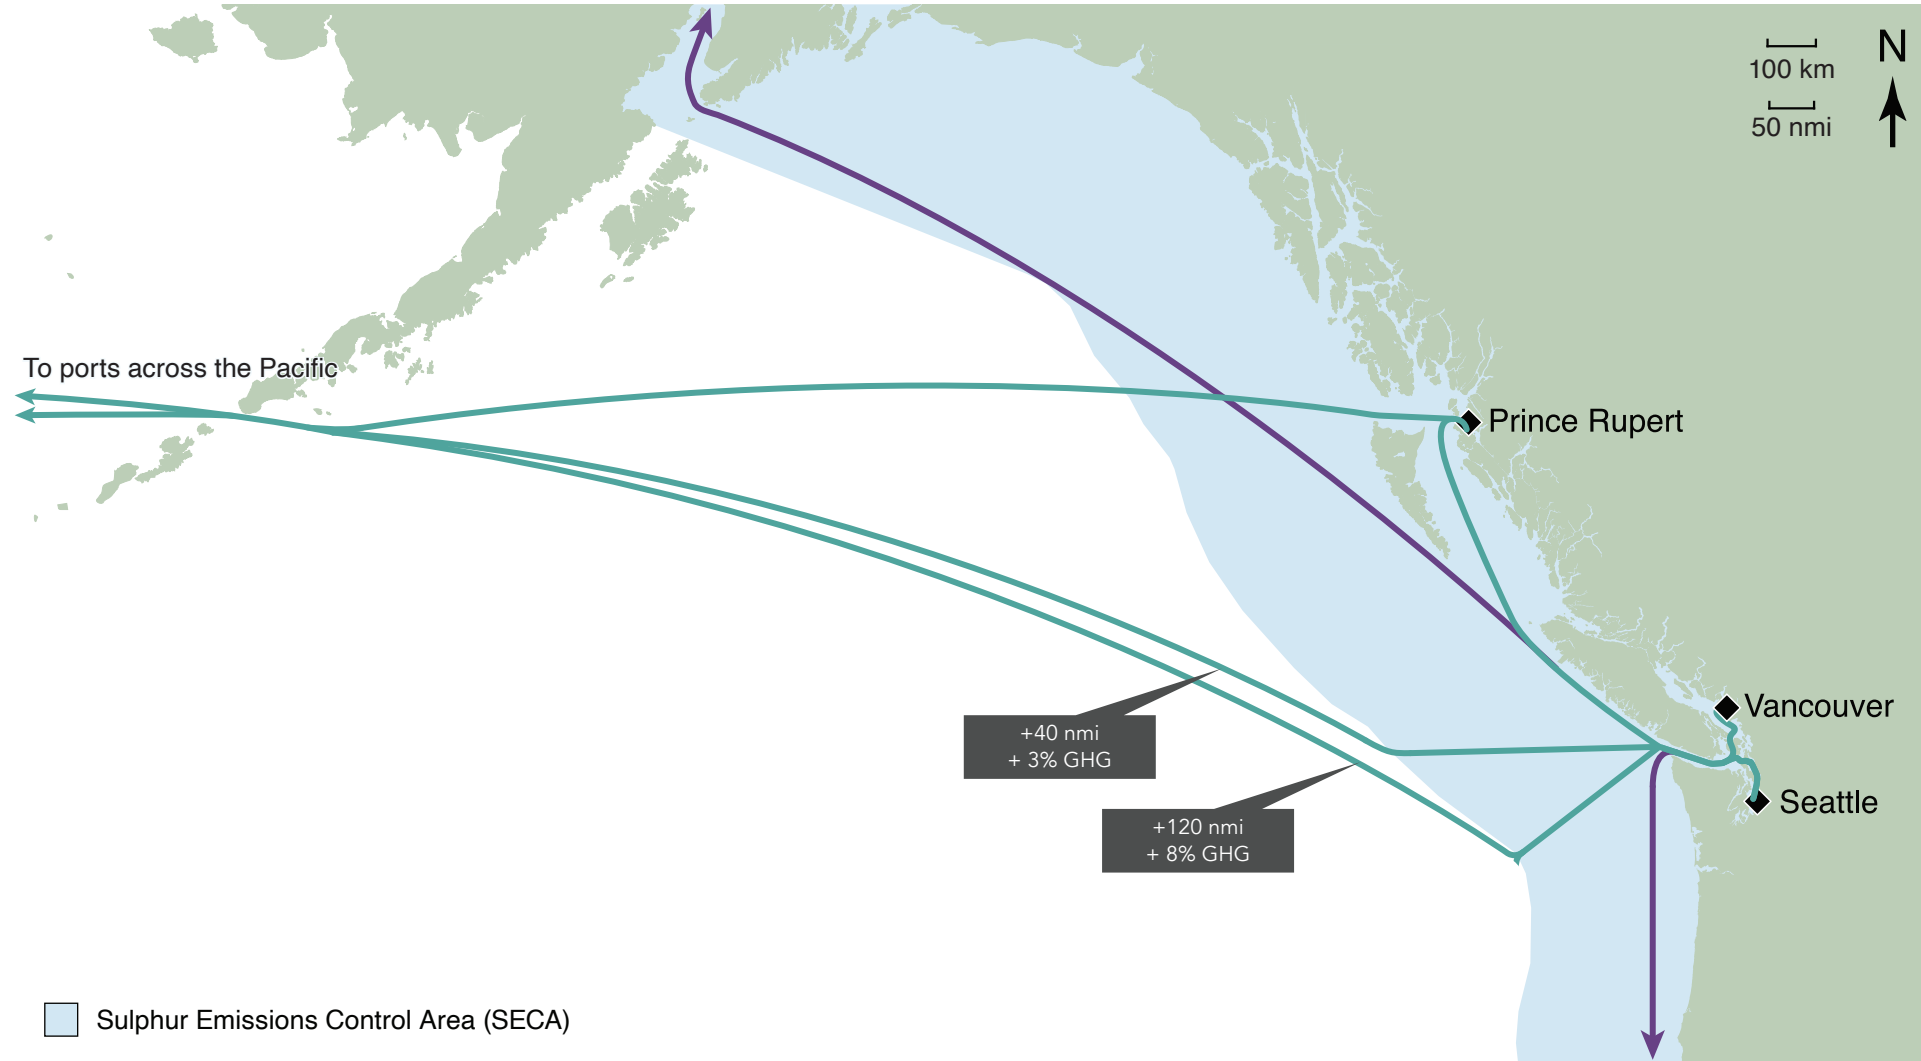 100 km
N
50 nmi
To ports across the Pacific
Prince Rupert
Vancouver
+40 nmi
+ 3% GHG
Seattle
+120 nmi
+ 8% GHG
Sulphur Emissions Control Area (SECA)